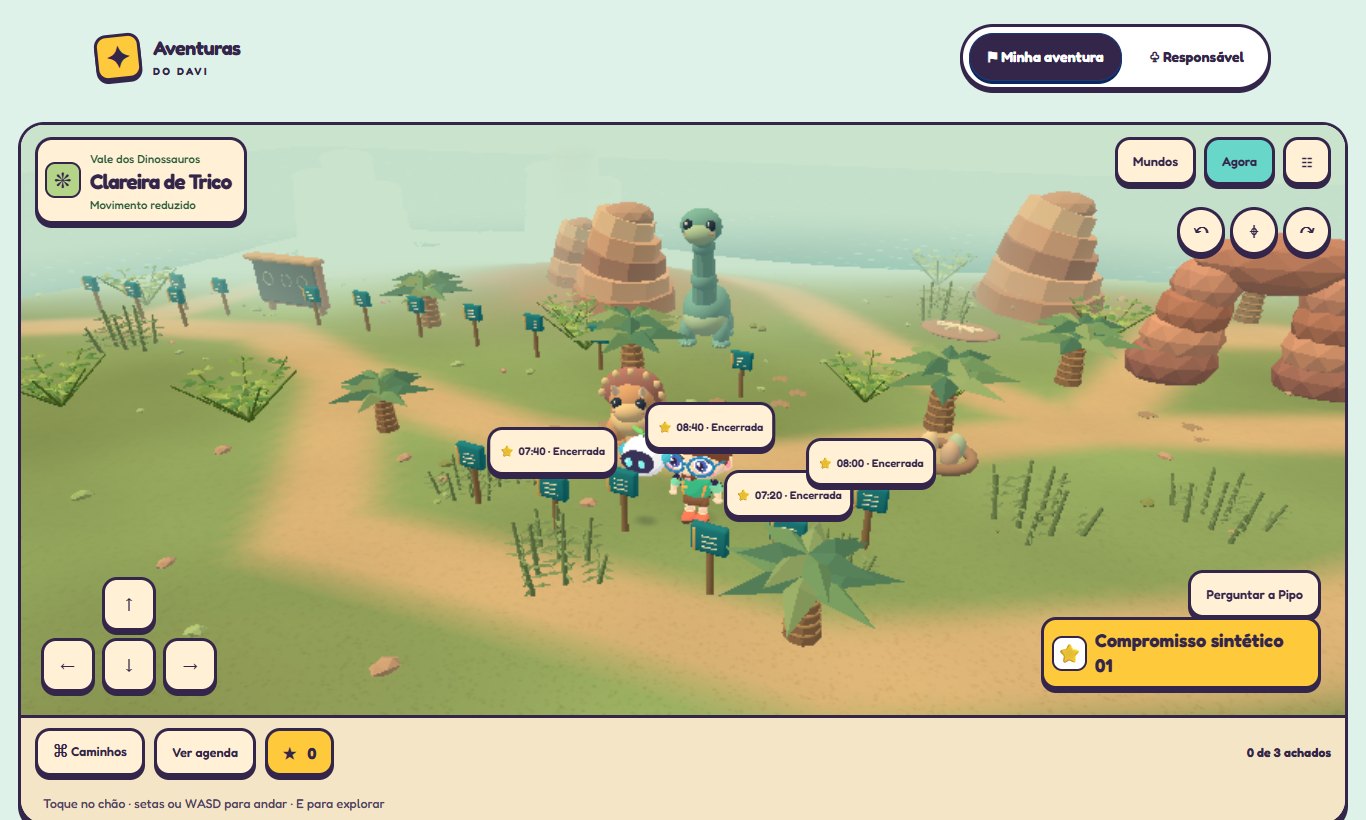 Aventuras
DO DAVI
Minha aventura
Responsável
Vale dos Dinossauros
Clareira de Trico
Movimento reduzido
Mundos
Agora
08:40 · Encerrada
07:40 · Encerrada
08:00 · Encerrada
07:20 · Encerrada
↑
← ↓ →
Perguntar a Pipo
Compromisso sintético
01
⌘ Caminhos
Ver agenda
★ 0
0 de 3 achados
Toque no chão · setas ou WASD para andar · E para explorar